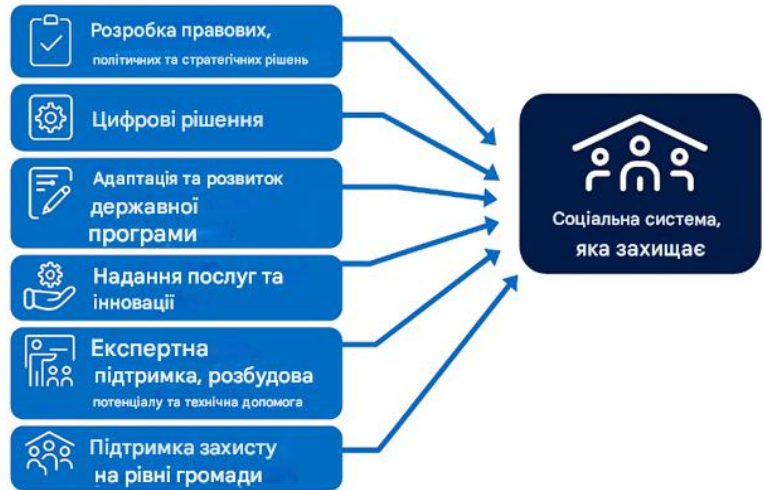 Розробка правових,
політичних та стратегічних рішень
Цифрові рішення
Адаптація та розвиток
державної
програми
Надання послуг та
інновації
Експертна
підтримка, розбудова
потенціалу та технічна допомога
Підтримка захисту
на рівні громади
Соціальна система,
яка захищає